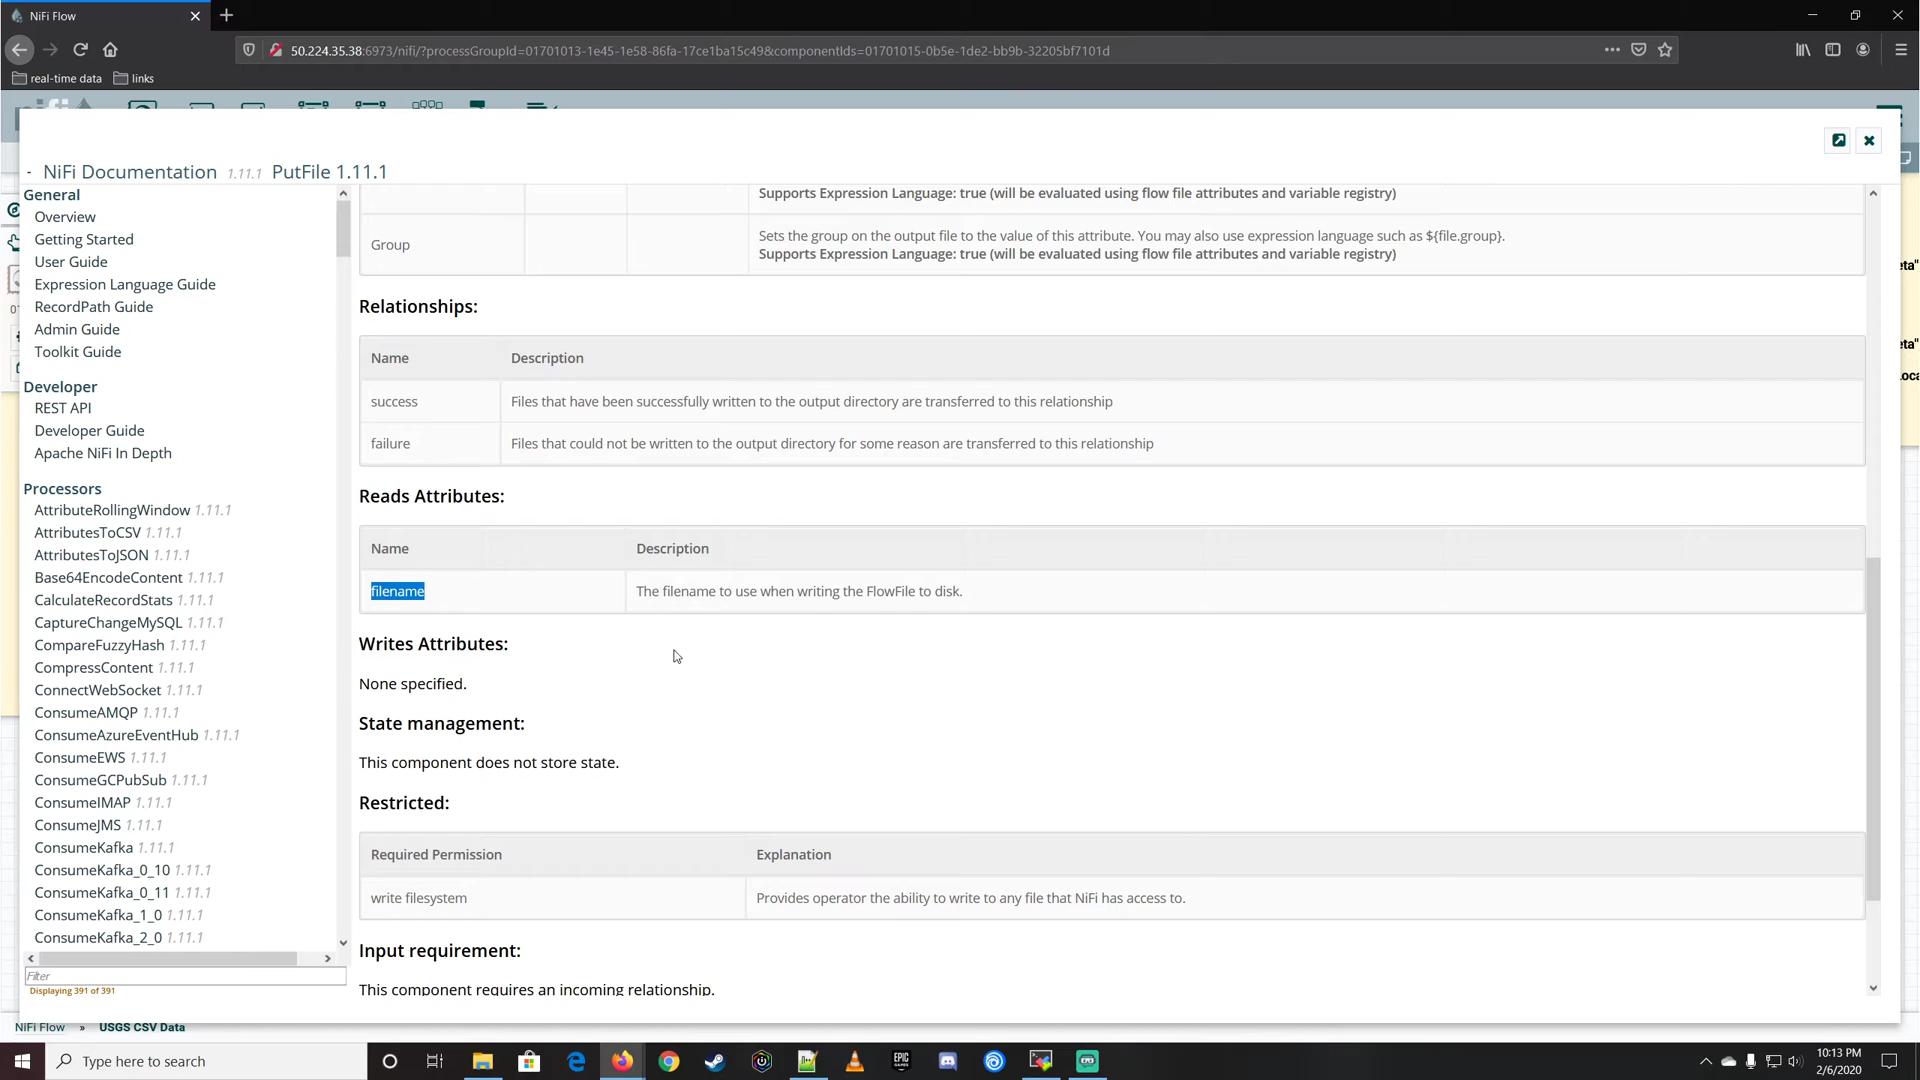 NiFi Flow
50.224.35.38:6973/nifi/?processGroupId=01701013-1e45-1e58-86fa-17ce1ba15c49&componentIds=01701015-0b5e-1de2-bb9b-32205bf7101d
real-time data links
NiFi Documentation 1.11.1 PutFile 1.11.1
General
Overview
Getting Started
User Guide
Expression Language Guide
RecordPath Guide
Admin Guide
Toolkit Guide
Developer
REST API
Developer Guide
Apache NiFi In Depth
Processors
AttributeRollingWindow 1.11.1
AttributesToCSV 1.11.1
AttributesToJSON 1.11.1
Base64EncodeContent 1.11.1
CalculateRecordStats 1.11.1
CaptureChangeMySQL 1.11.1
CompareFuzzyHash 1.11.1
CompressContent 1.11.1
ConnectWebSocket 1.11.1
ConsumeAMQP 1.11.1
ConsumeAzureEventHub 1.11.1
ConsumeEWS 1.11.1
ConsumeGCPubSub 1.11.1
ConsumeIMAP 1.11.1
ConsumeJMS 1.11.1
ConsumeKafka 1.11.1
ConsumeKafka_0_10 1.11.1
ConsumeKafka_0_11 1.11.1
ConsumeKafka_1_0 1.11.1
ConsumeKafka_2_0 1.11.1
Filter
Displaying 391 of 391
Supports Expression Language: true (will be evaluated using flow file attributes and variable registry)
Group
Sets the group on the output file to the value of this attribute. You may also use expression language such as ${file.group}.
Supports Expression Language: true (will be evaluated using flow file attributes and variable registry)
Relationships:
Name Description
success Files that have been successfully written to the output directory are transferred to this relationship
failure Files that could not be written to the output directory for some reason are transferred to this relationship
Reads Attributes:
Name Description
filename The filename to use when writing the FlowFile to disk.
Writes Attributes:
None specified.
State management:
This component does not store state.
Restricted:
Required Permission Explanation
write filesystem Provides operator the ability to write to any file that NiFi has access to.
Input requirement:
This component requires an incoming relationship.
eta"
eta"
NiFi Flow » USGS CSV Data
Type here to search
EPIC GAMES
10:13 PM
2/6/2020